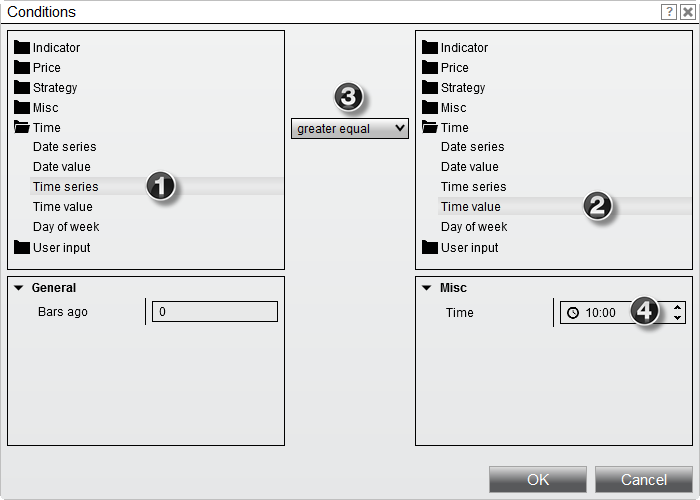 Conditions
?
Indicator
Price
Strategy
Misc
Time
Date series
Date value
Time series
Time value
Day of week
User input
1
3
greater equal
Indicator
Price
Strategy
Misc
Time
Date series
Date value
Time series
Time value
Day of week
User input
2
General
Bars ago 0
Misc
Time 10:00 4
OK Cancel